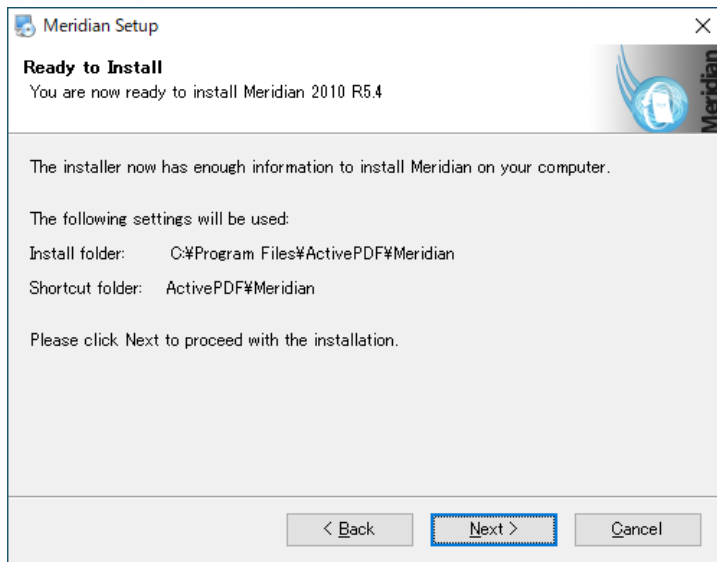 Meridian Setup
Ready to Install
You are now ready to install Meridian 2010 R5.4
Meridian
The installer now has enough information to install Meridian on your computer.
The following settings will be used:
Install folder: C:¥Program Files¥ActivePDF¥Meridian
Shortcut folder: ActivePDF¥Meridian
Please click Next to proceed with the installation.
< Back
Next >
Cancel